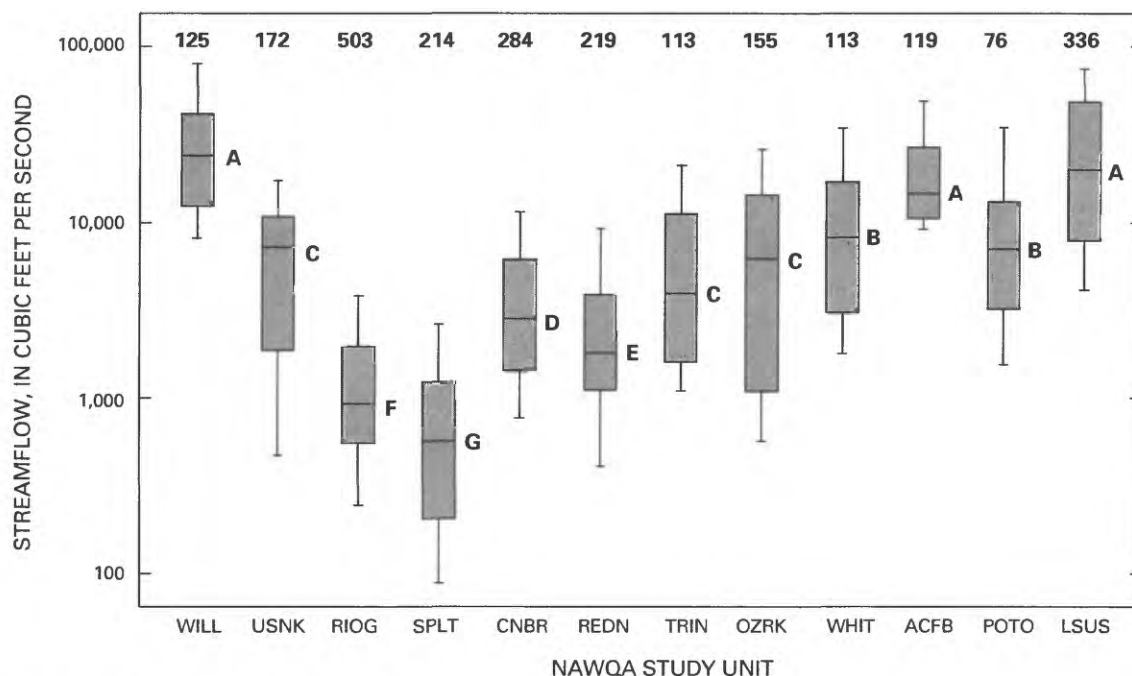 125 172 503 214 284 219 113 155 113 119 76 336
100,000
10,000
1,000
100
STREAMFLOW, IN CUBIC FEET PER SECOND
A
C
F
G
D
E
C
C
B
A
B
A
WILL USNK RIOG SPLT CNBR REDN TRIN OZRK WHIT ACFB POTO LSUS
NAWQA STUDY UNIT